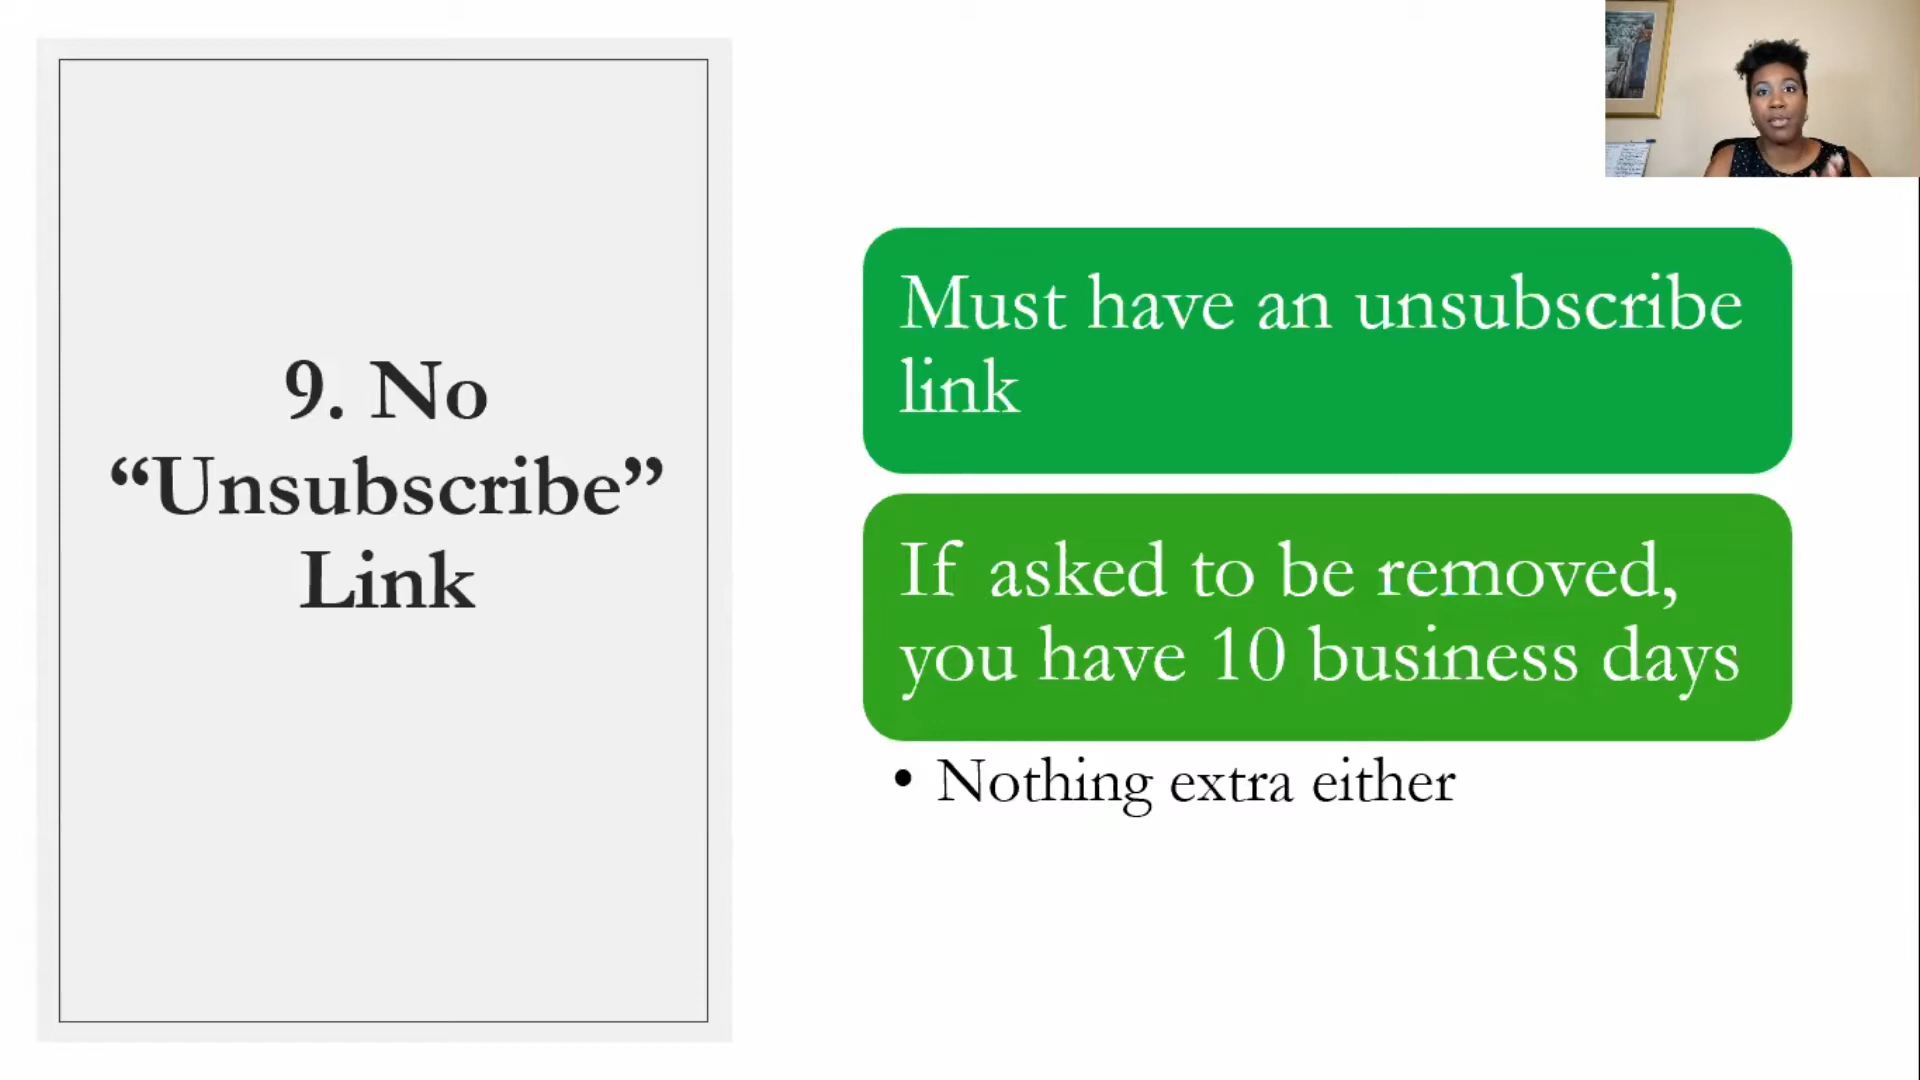 9. No
“Unsubscribe”
Link
Must have an unsubscribe
link
If asked to be removed,
you have 10 business days
• Nothing extra either